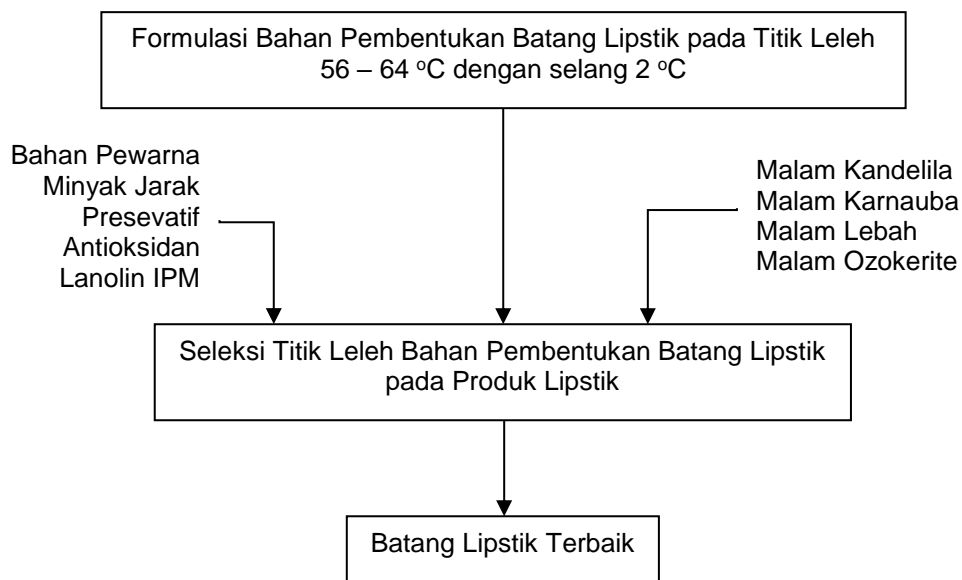 Formulasi Bahan Pembentukan Batang Lipstik pada Titik Leleh
56 – 64 °C dengan selang 2 °C
Bahan Pewarna
Minyak Jarak
Presevatif
Antioksidan
Lanolin IPM
Malam Kandelila
Malam Karnauba
Malam Lebah
Malam Ozokerite
Seleksi Titik Leleh Bahan Pembentukan Batang Lipstik
pada Produk Lipstik
Batang Lipstik Terbaik